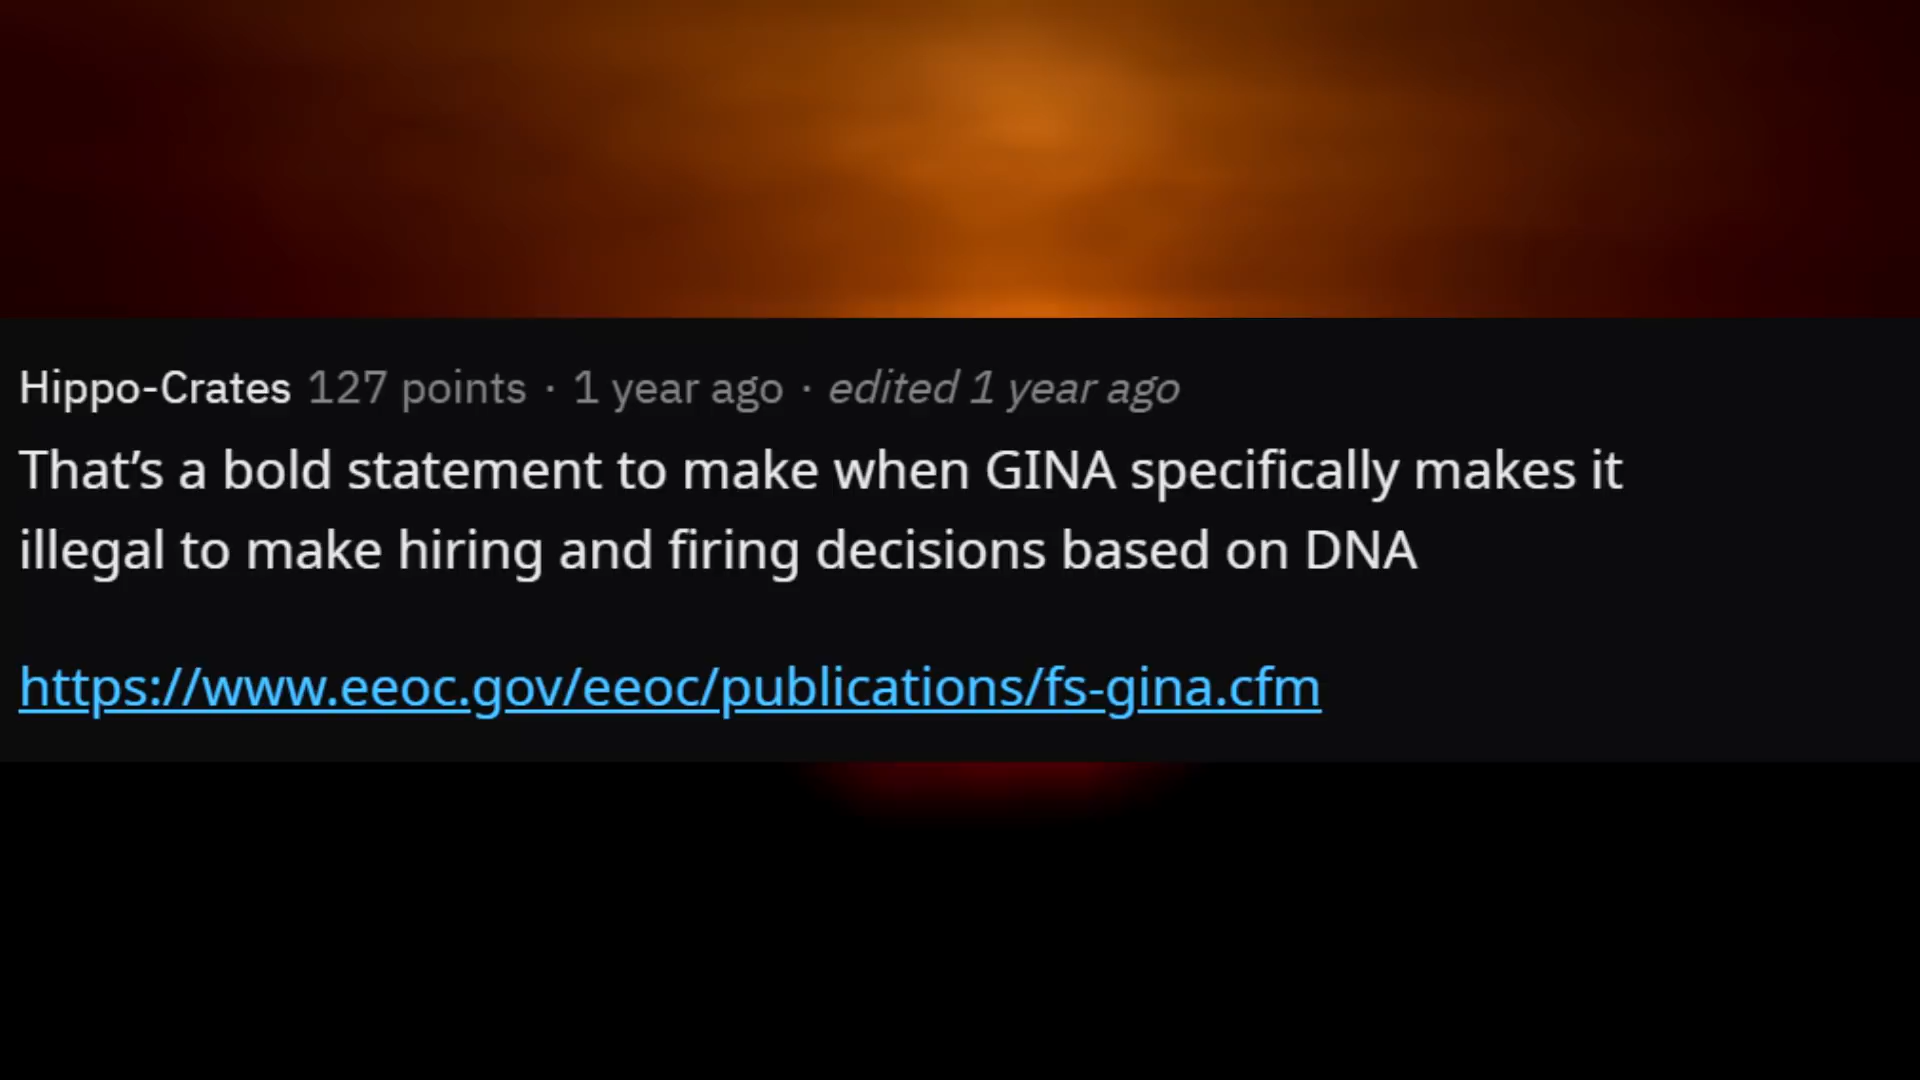 Hippo-Crates 127 points · 1 year ago · edited 1 year ago
That’s a bold statement to make when GINA specifically makes it
illegal to make hiring and firing decisions based on DNA
https://www.eeoc.gov/eeoc/publications/fs-gina.cfm